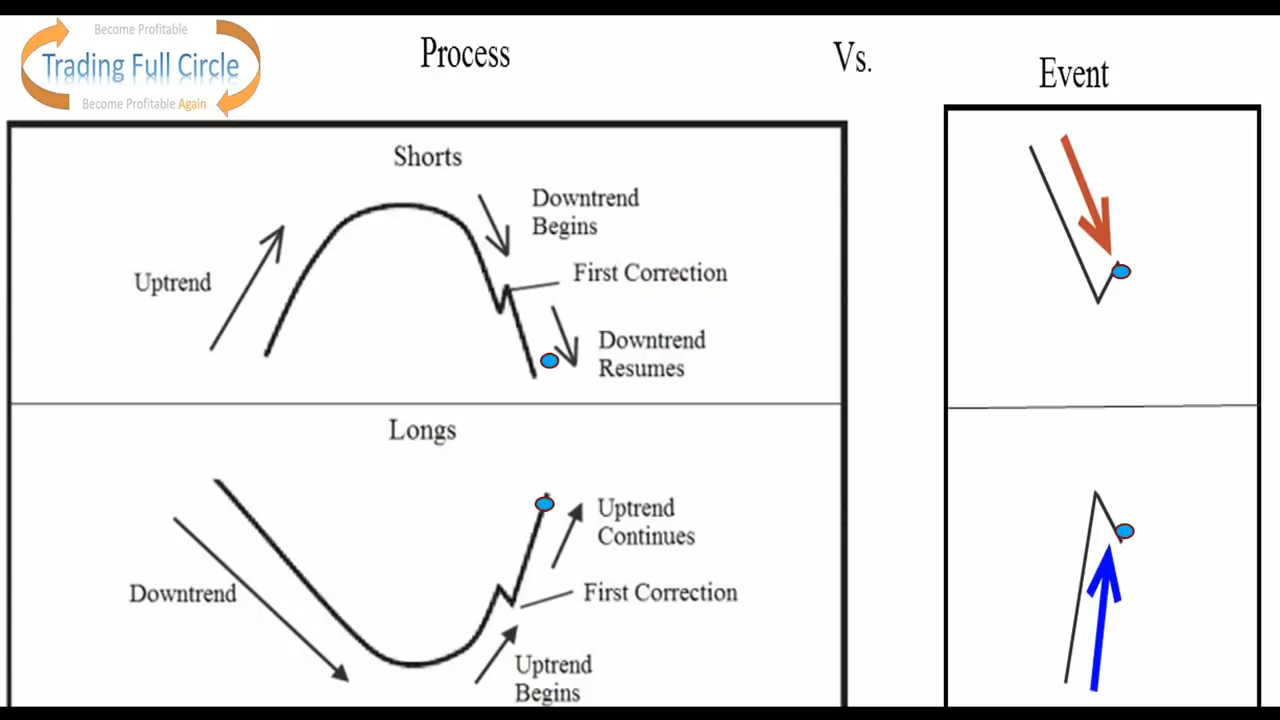 Become Profitable
Trading Full Circle
Become Profitable Again
Process
Vs.
Event
Shorts
Downtrend
Begins
Uptrend
First Correction
Downtrend
Resumes
Longs
Uptrend
Continues
Downtrend
First Correction
Uptrend
Begins